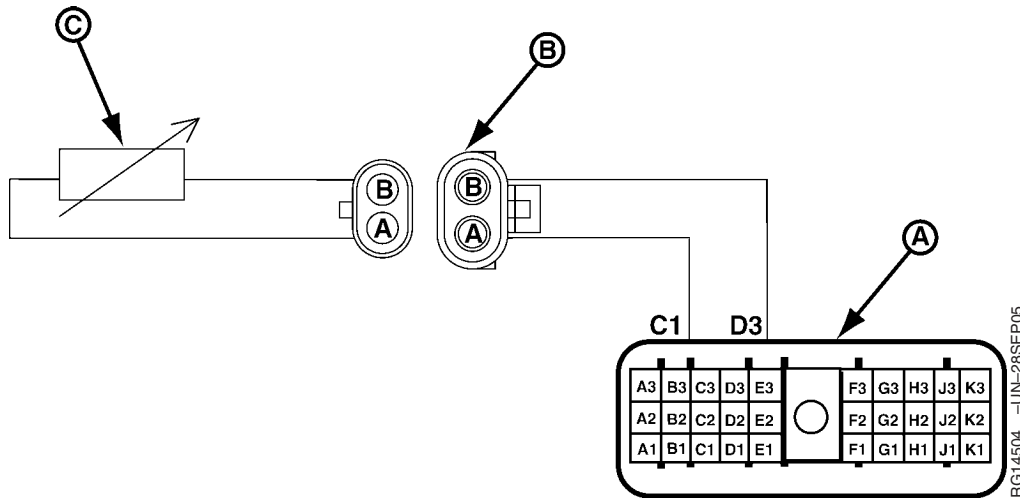 C
B
B
A
B
A
A
C1 D3
A3 B3 C3 D3 E3 F3 G3 H3 J3 K3
A2 B2 C2 D2 E2 F2 G2 H2 J2 K2
A1 B1 C1 D1 E1 F1 G1 H1 J1 K1
RG14504 –UN–28SEP05